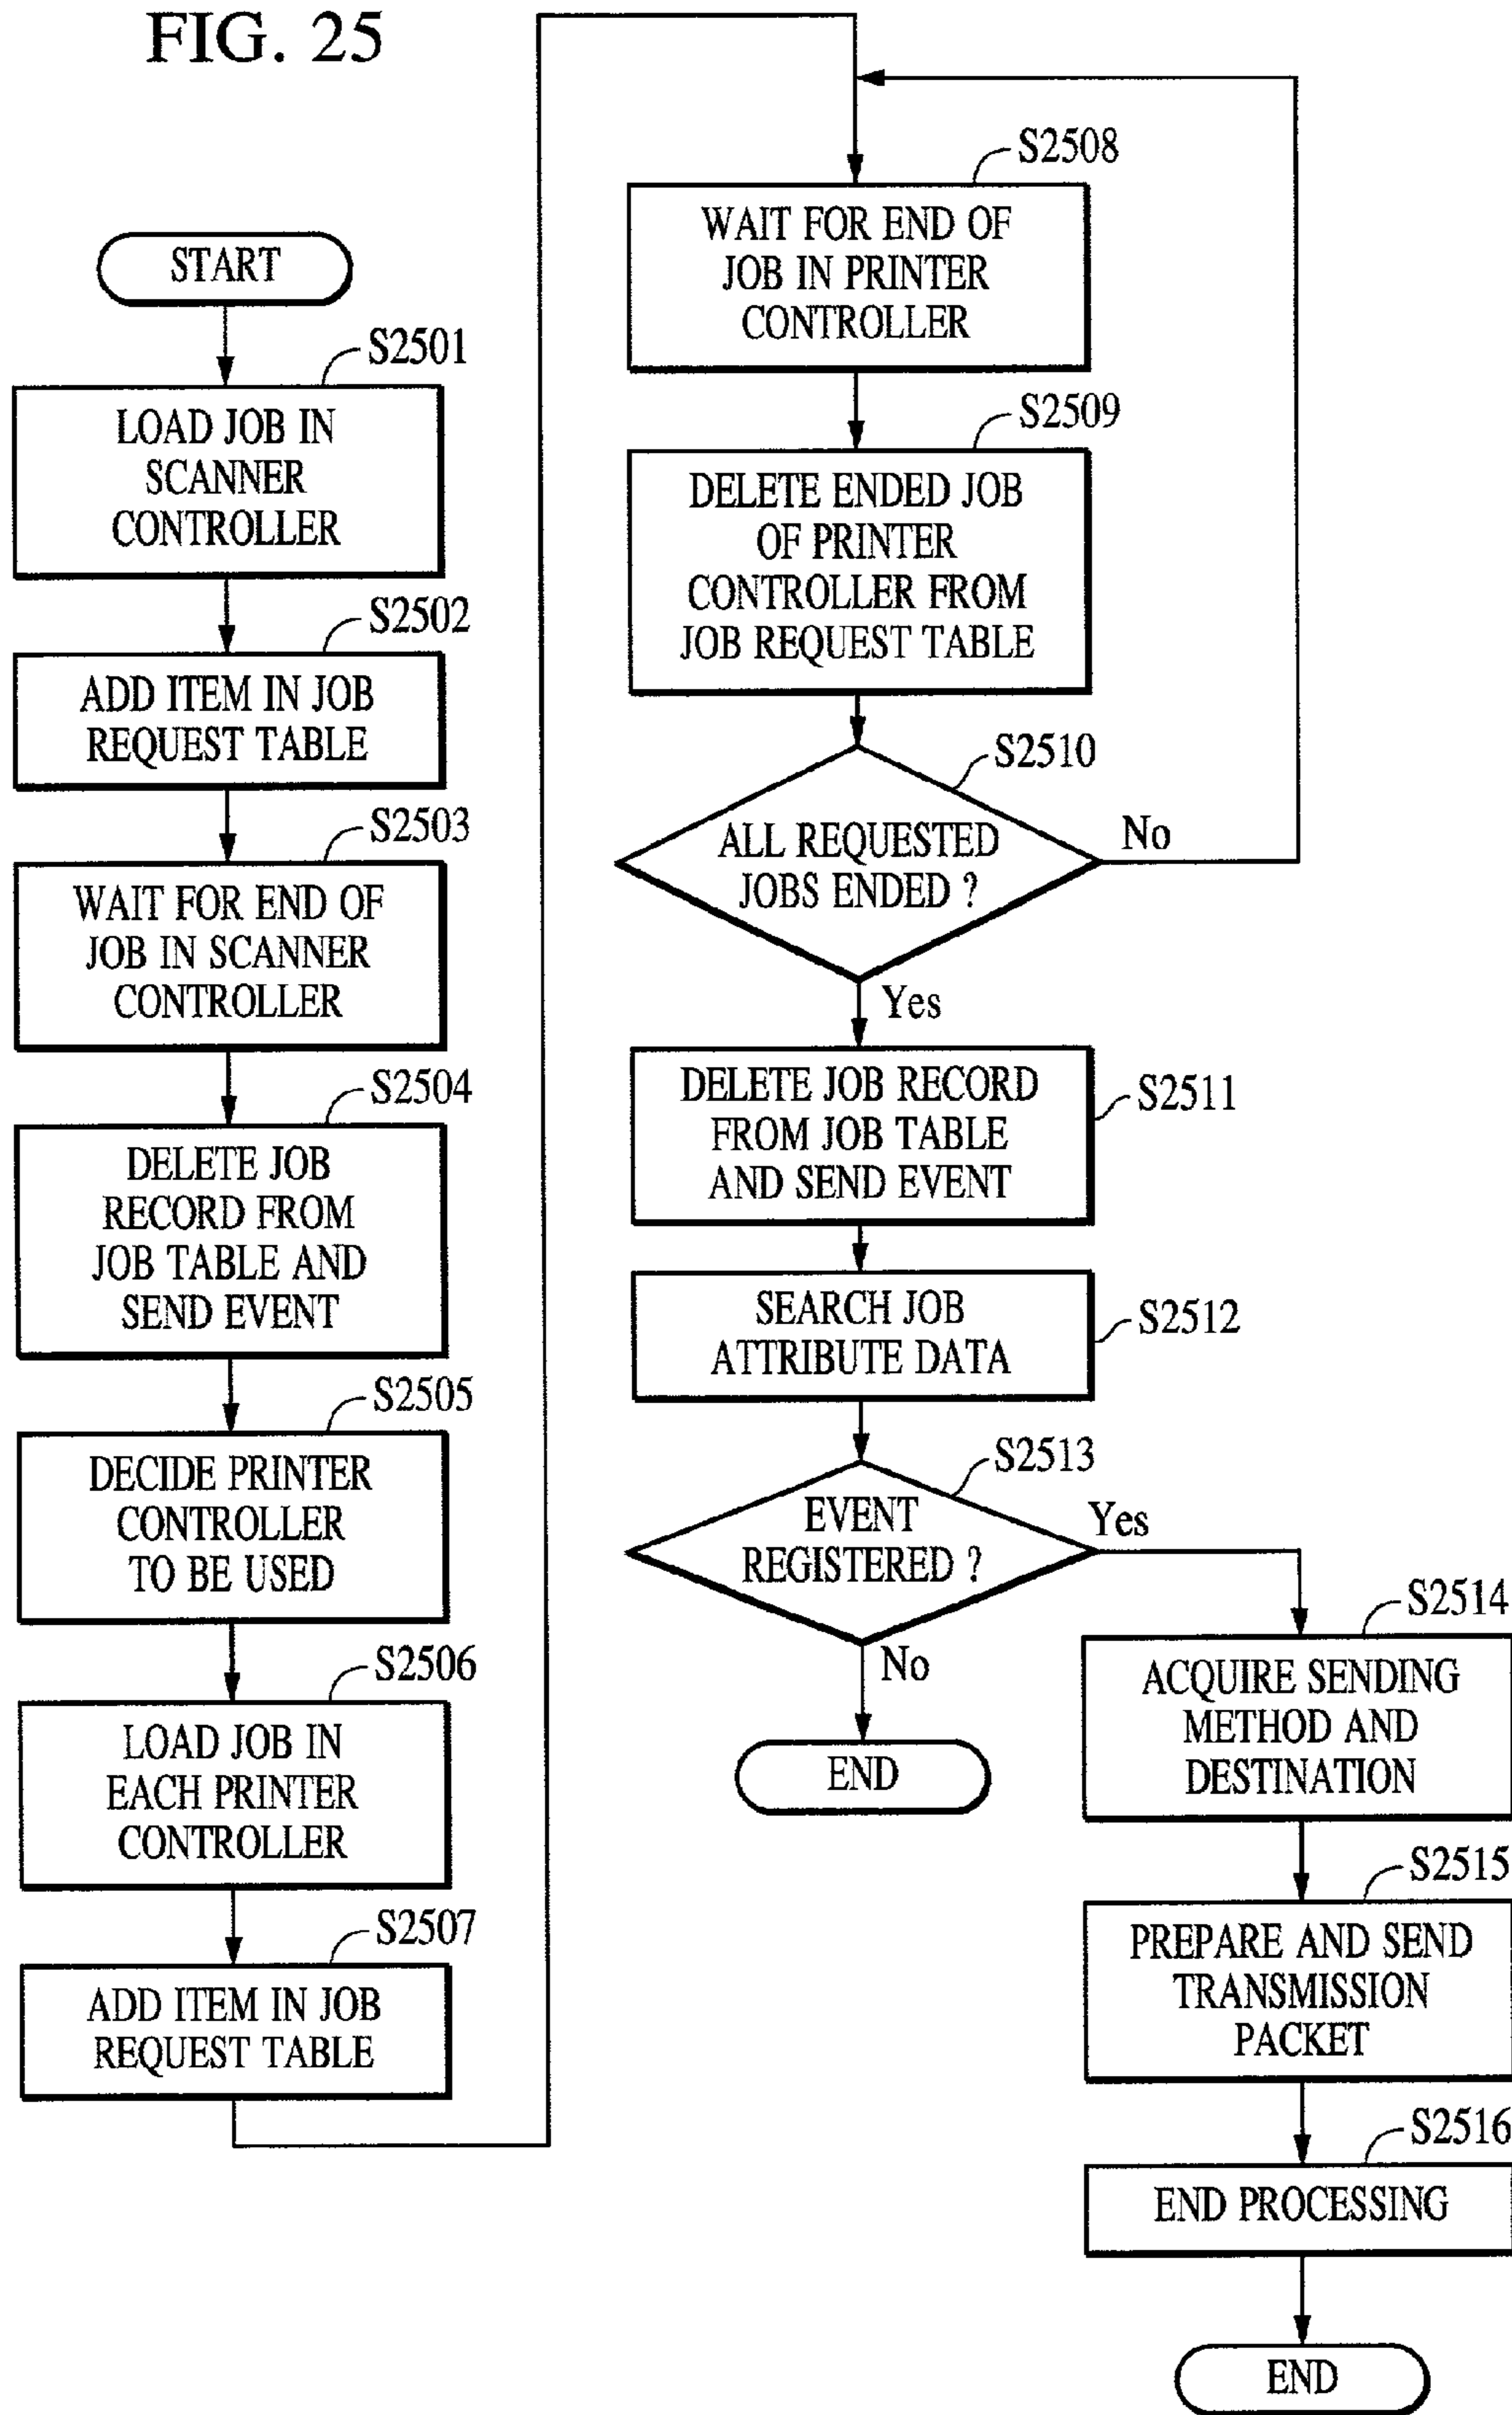 FIG. 25
START
S2501
LOAD JOB IN
SCANNER
CONTROLLER
S2502
ADD ITEM IN JOB
REQUEST TABLE
S2503
WAIT FOR END OF
JOB IN SCANNER
CONTROLLER
S2504
DELETE JOB
RECORD FROM
JOB TABLE AND
SEND EVENT
S2505
DECIDE PRINTER
CONTROLLER
TO BE USED
S2506
LOAD JOB IN
EACH PRINTER
CONTROLLER
S2507
ADD ITEM IN JOB
REQUEST TABLE
S2508
WAIT FOR END OF
JOB IN PRINTER
CONTROLLER
S2509
DELETE ENDED JOB
OF PRINTER
CONTROLLER FROM
JOB REQUEST TABLE
S2510
ALL REQUESTED
JOBS ENDED ?
No
Yes
DELETE JOB RECORD
FROM JOB TABLE
AND SEND EVENT
S2511
SEARCH JOB
ATTRIBUTE DATA
S2512
S2513
EVENT
REGISTERED ?
Yes
No
END
S2514
ACQUIRE SENDING
METHOD AND
DESTINATION
S2515
PREPARE AND SEND
TRANSMISSION
PACKET
S2516
END PROCESSING
END